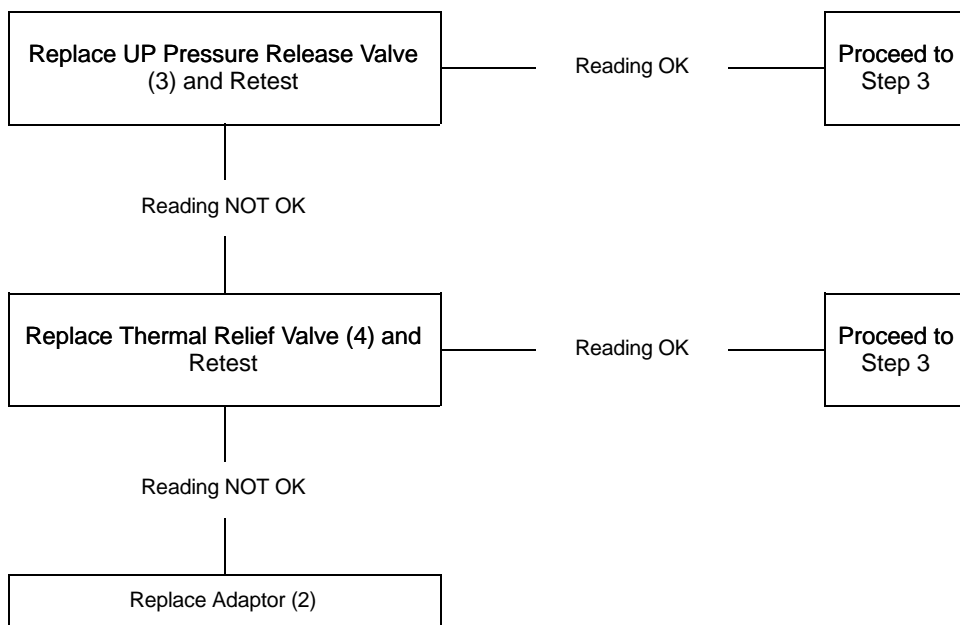 Replace UP Pressure Release Valve
(3) and Retest
Reading OK
Proceed to
Step 3
Reading NOT OK
Replace Thermal Relief Valve (4) and
Retest
Reading OK
Proceed to
Step 3
Reading NOT OK
Replace Adaptor (2)